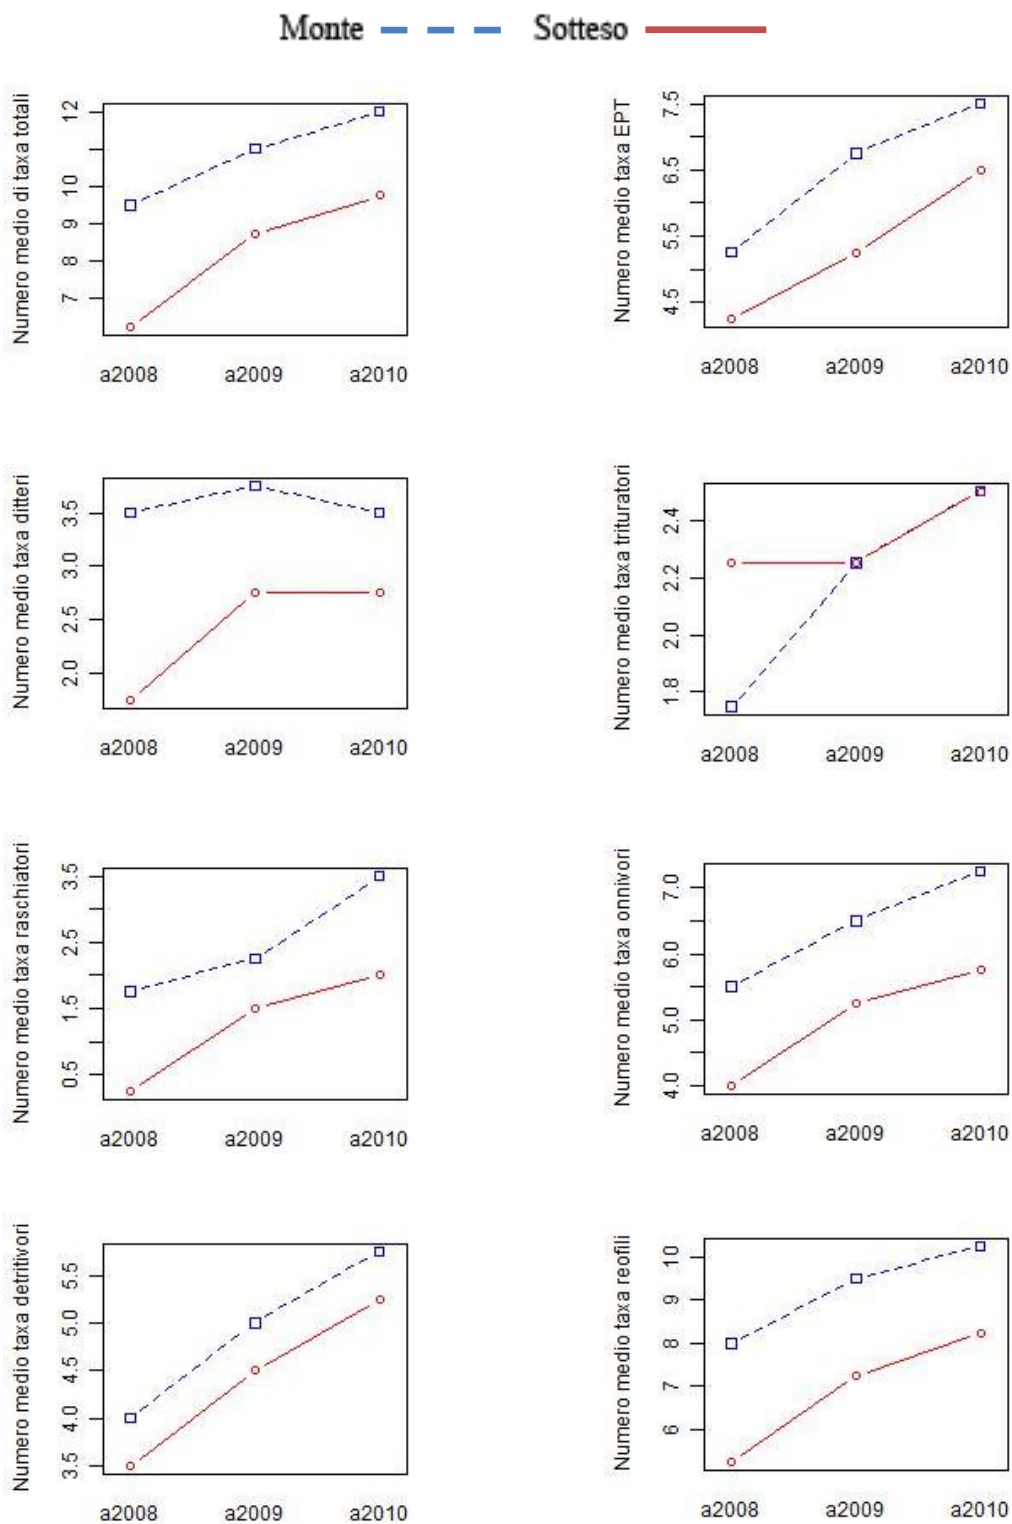 Monte Sotteso
Numero medio di taxa totali
12
10
9
8
7
a2008 a2009 a2010
Numero medio taxa EPT
7.5
6.5
5.5
4.5
a2008 a2009 a2010
Numero medio taxa ditteri
3.5
3.0
2.5
2.0
a2008 a2009 a2010
Numero medio taxa trituratori
2.4
2.2
2.0
1.8
a2008 a2009 a2010
Numero medio taxa raschiatori
3.5
2.5
1.5
0.5
a2008 a2009 a2010
Numero medio taxa onnivori
7.0
6.0
5.0
4.0
a2008 a2009 a2010
Numero medio taxa detritivori
5.5
5.0
4.5
4.0
3.5
a2008 a2009 a2010
Numero medio taxa reofili
10
9
8
7
6
a2008 a2009 a2010